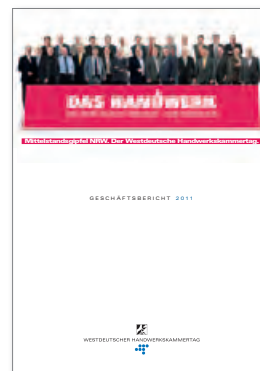 DAS HANDWERK
Mittelstandsgipfel NRW. Der Westdeutsche Handwerkskammertag.
GESCHÄFTSBERICHT 2011
WESTDEUTSCHER HANDWERKSKAMMERTAG